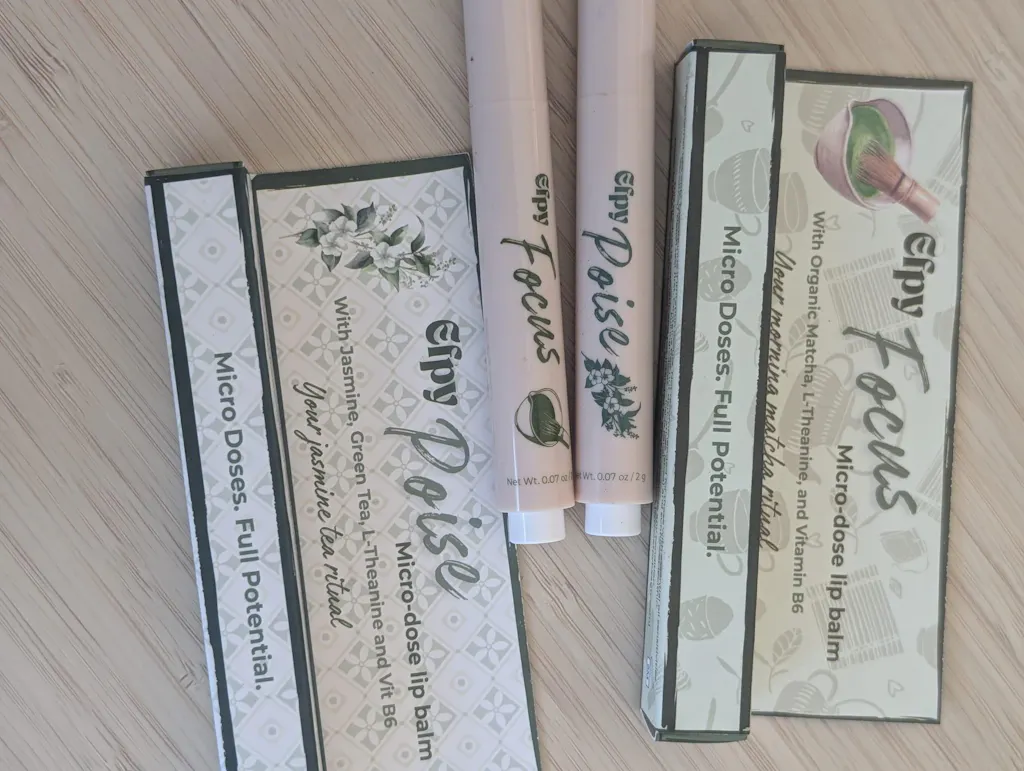 Micro Doses. Full Potential.
Efpy
Poise
Micro-dose lip balm
With Jasmine, Green Tea, L-Theanine and Vit B6
Your jasmine tea ritual
Efpy
Focus
Net Wt. 0.07 oz /
Efpy
Poise
Wt. 0.07 oz / 2 g
Micro Doses. Full Potential.
Efpy
Focus
Micro-dose lip balm
With Organic Matcha, L-Theanine, and Vitamin B6
Your morning matcha ritual